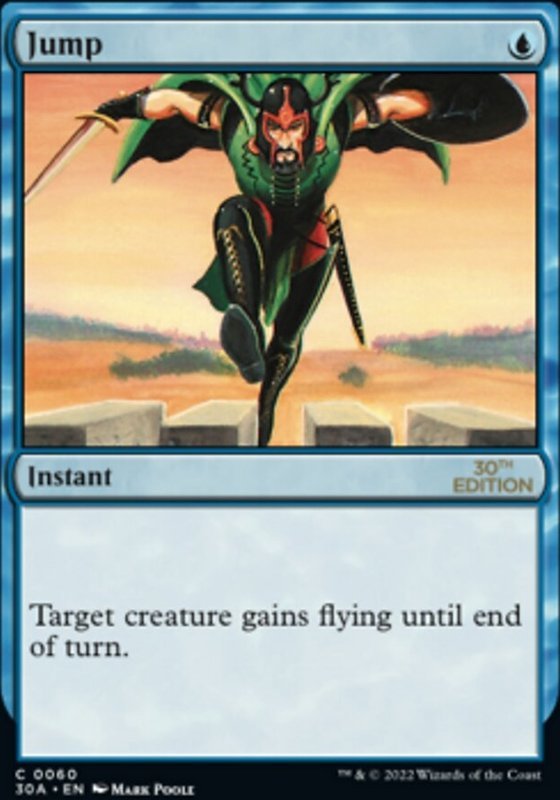 Jump
Instant
30TH
EDITION
Target creature gains flying until end
of turn.
C 0060
30A • EN Mark Poole
™ & © 2022 Wizards of the Coast